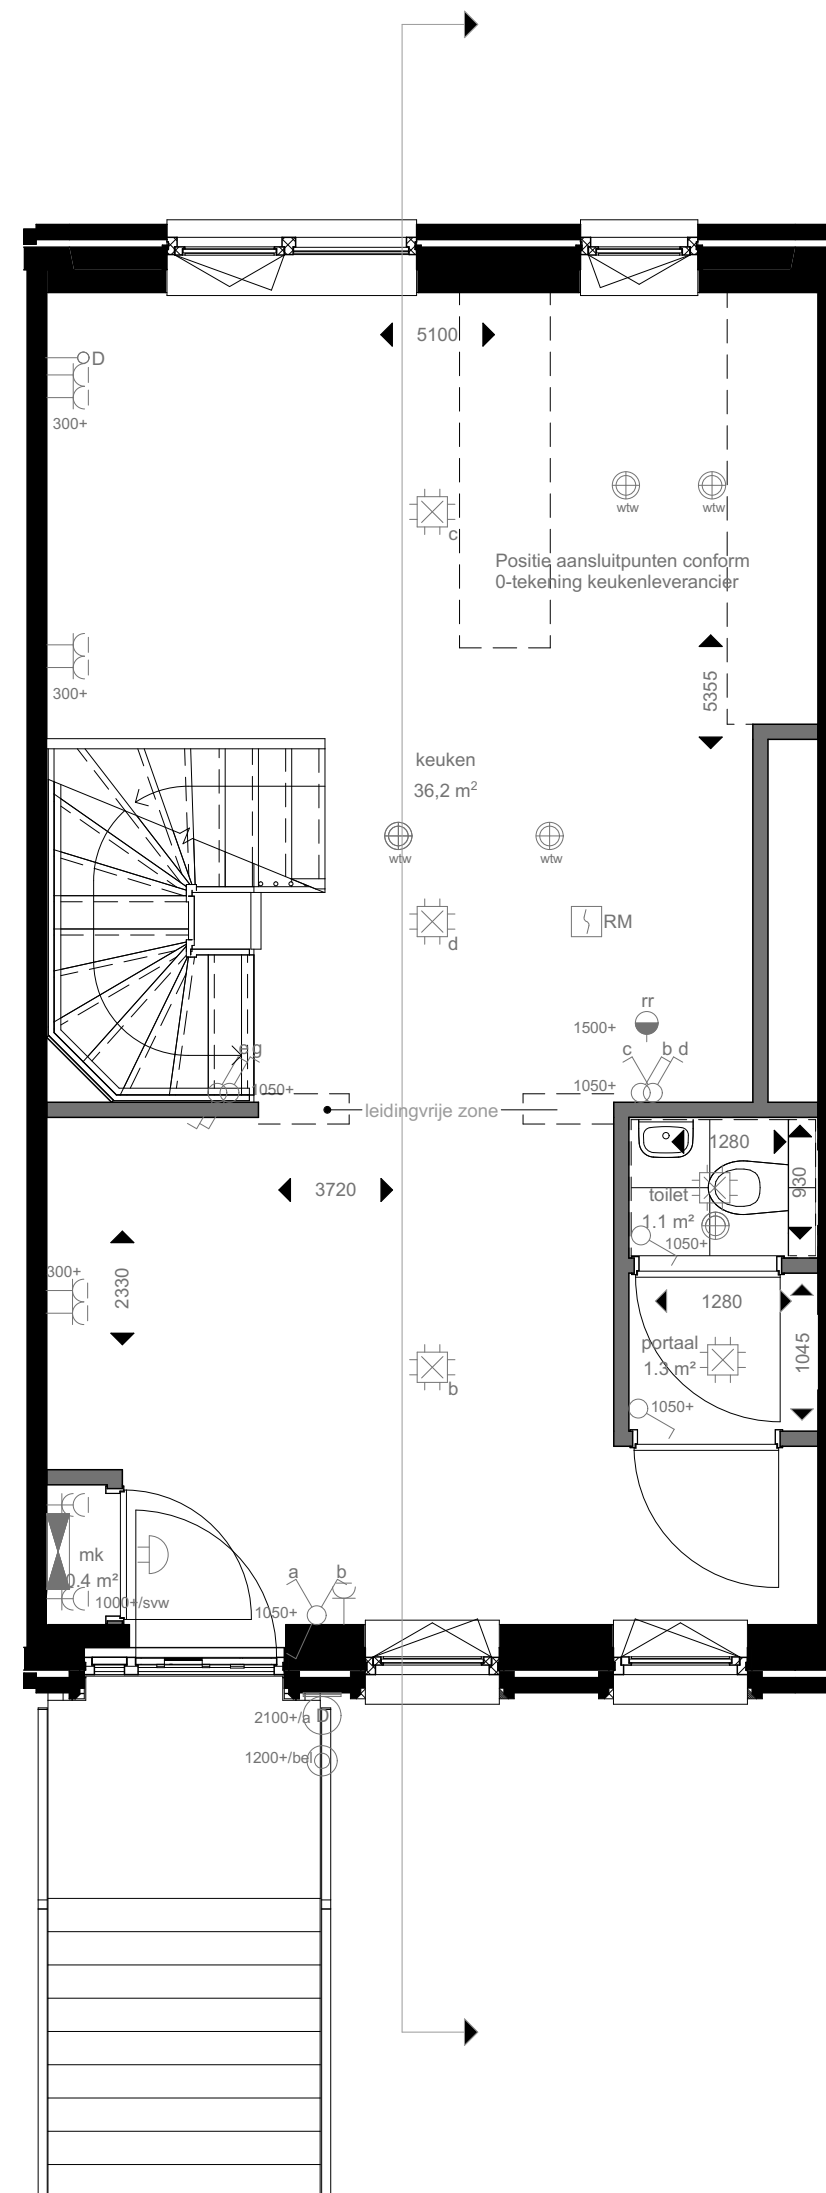 5100
D
300+
wtw
wtw
c
Positie aansluitpunten conform
0-tekening keukenleverancier
300+
5355
keuken
36,2 m²
wtw
wtw
d
RM
rr
1500+
c
b d
1050+
g
1050+
leidingvrije zone
1280
930
toilet
1.1 m²
1050+
3720
2330
300+
1280
1045
portaal
1.3 m²
1050+
b
mk
0.4 m²
1000+/svw
a
b
1050+
2100+/a
D
1200+/bel